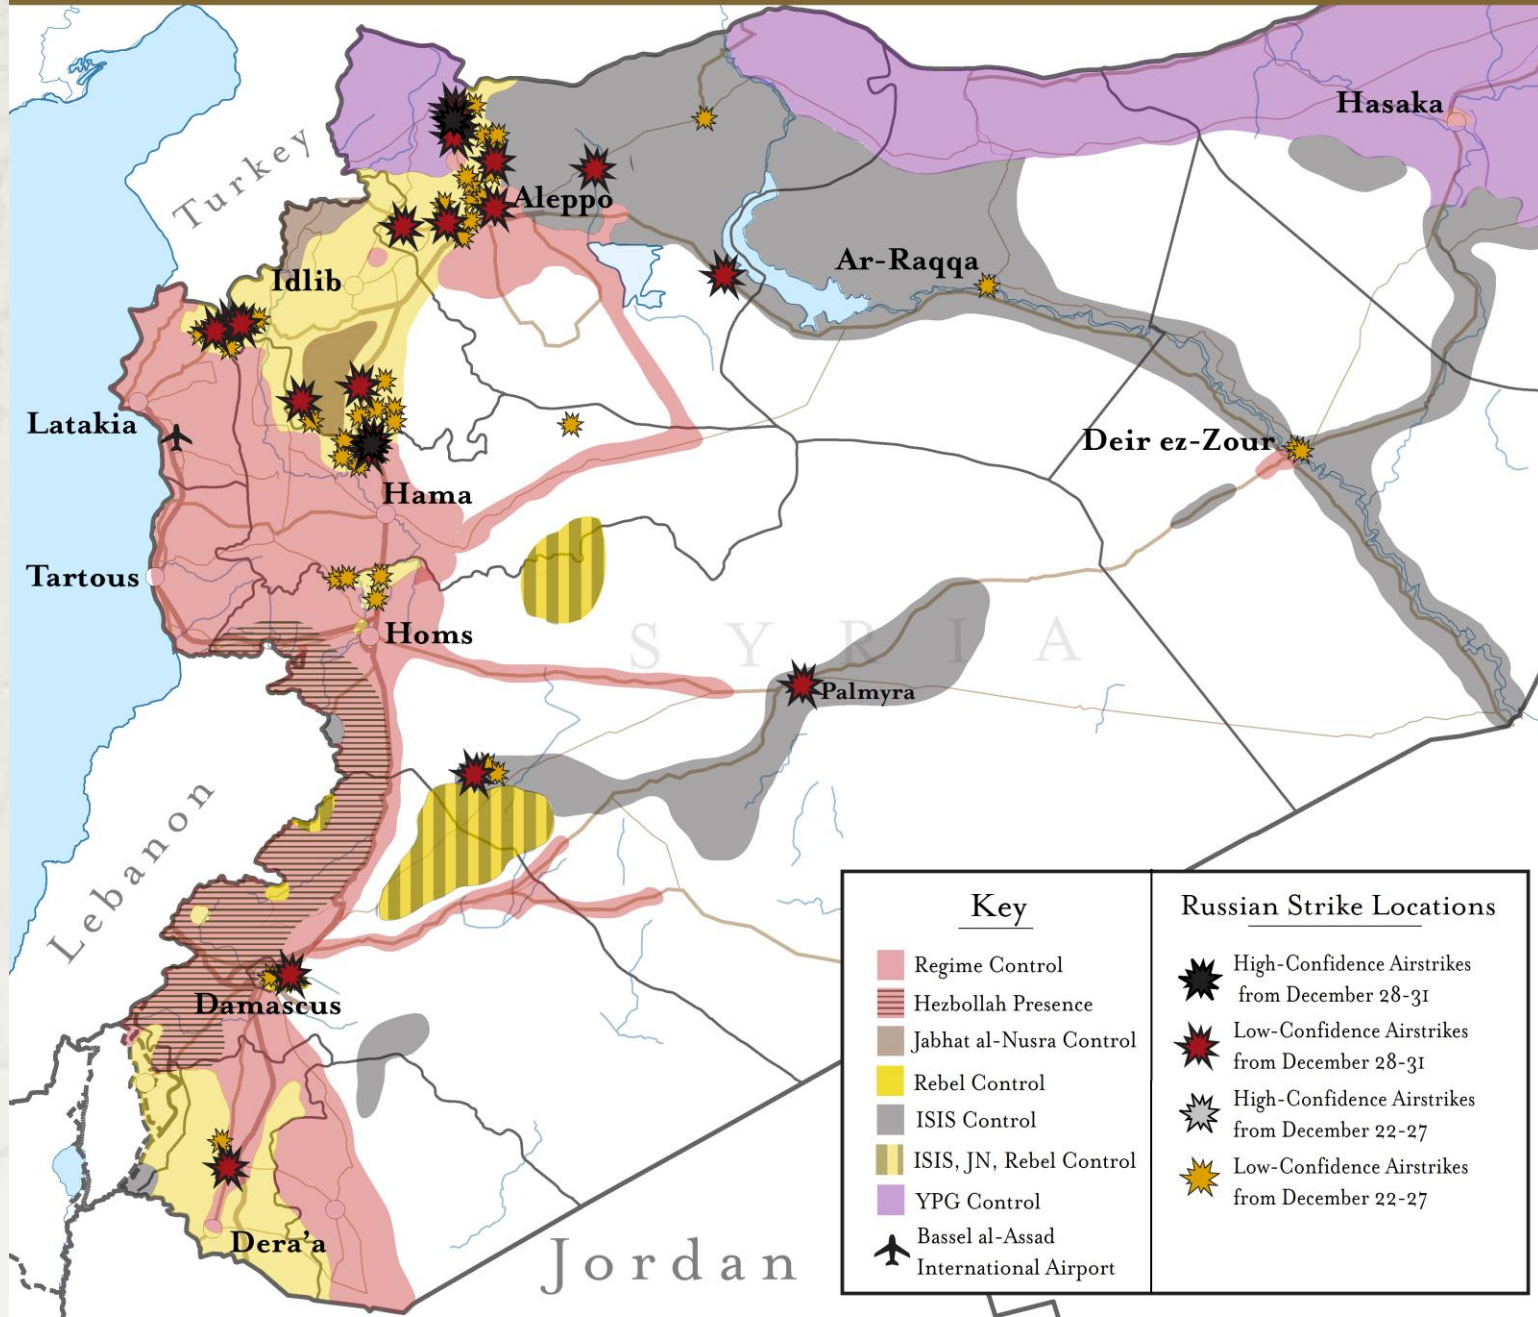 Turkey
Hasaka
Aleppo
Idlib
Ar-Raqqa
Latakia
Deir ez-Zour
Hama
Tartous
Homs
SYRIA
Palmyra
Lebanon
Damascus
Dera'a
Jordan
Key
Regime Control
Hezbollah Presence
Jabhat al-Nusra Control
Rebel Control
ISIS Control
ISIS, JN, Rebel Control
YPG Control
Bassel al-Assad
International Airport
Russian Strike Locations
High-Confidence Airstrikes
from December 28-31
Low-Confidence Airstrikes
from December 28-31
High-Confidence Airstrikes
from December 22-27
Low-Confidence Airstrikes
from December 22-27